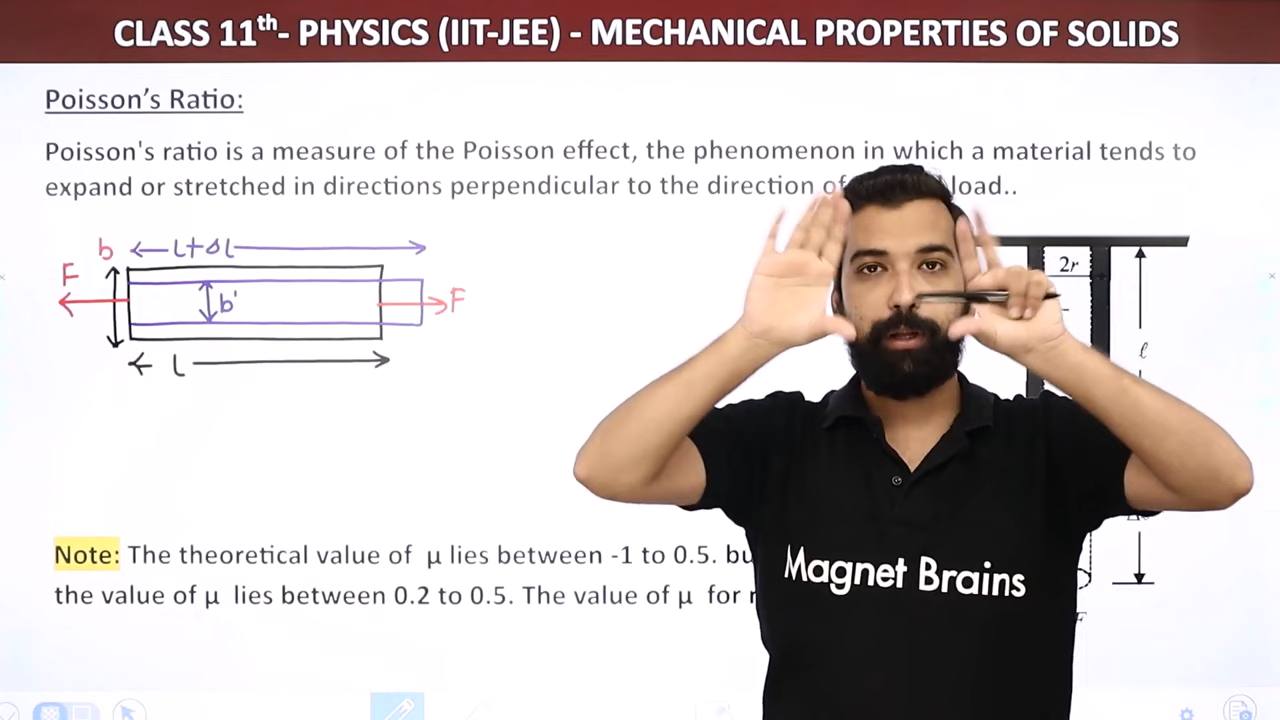 CLASS 11th- PHYSICS (IIT-JEE) - MECHANICAL PROPERTIES OF SOLIDS
Poisson's Ratio:
Poisson's ratio is a measure of the Poisson effect, the phenomenon in which a material tends to
expand or stretched in directions perpendicular to the direction of load..
b l+Δl
F
b'
F
l
2r
ℓ
Note: The theoretical value of μ lies between -1 to 0.5. 
the value of μ lies between 0.2 to 0.5. The value of μ for
Magnet Brains
F